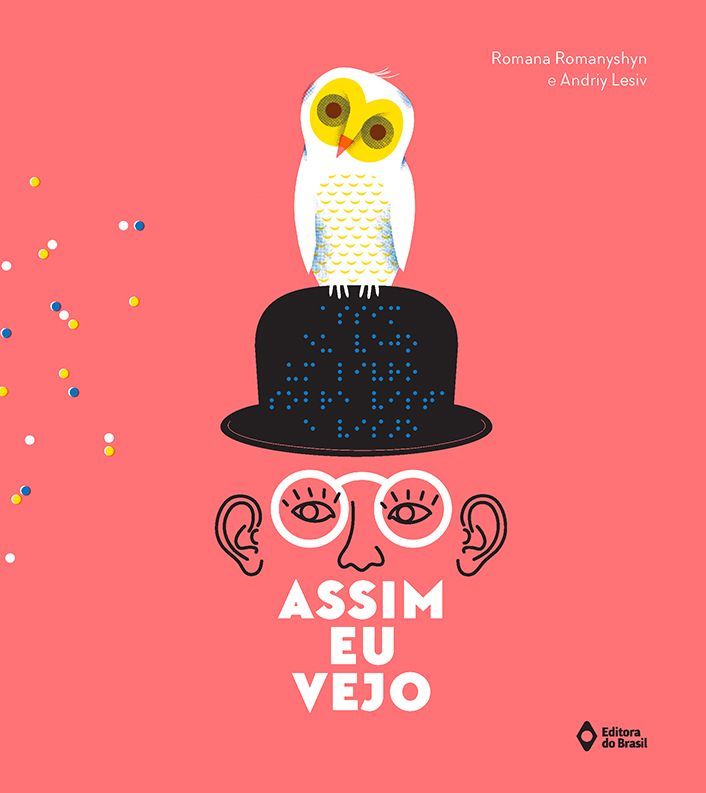 Romana Romanyshyn
e Andriy Lesiv
ASSIM
EU
VEJO
Editora
do Brasil